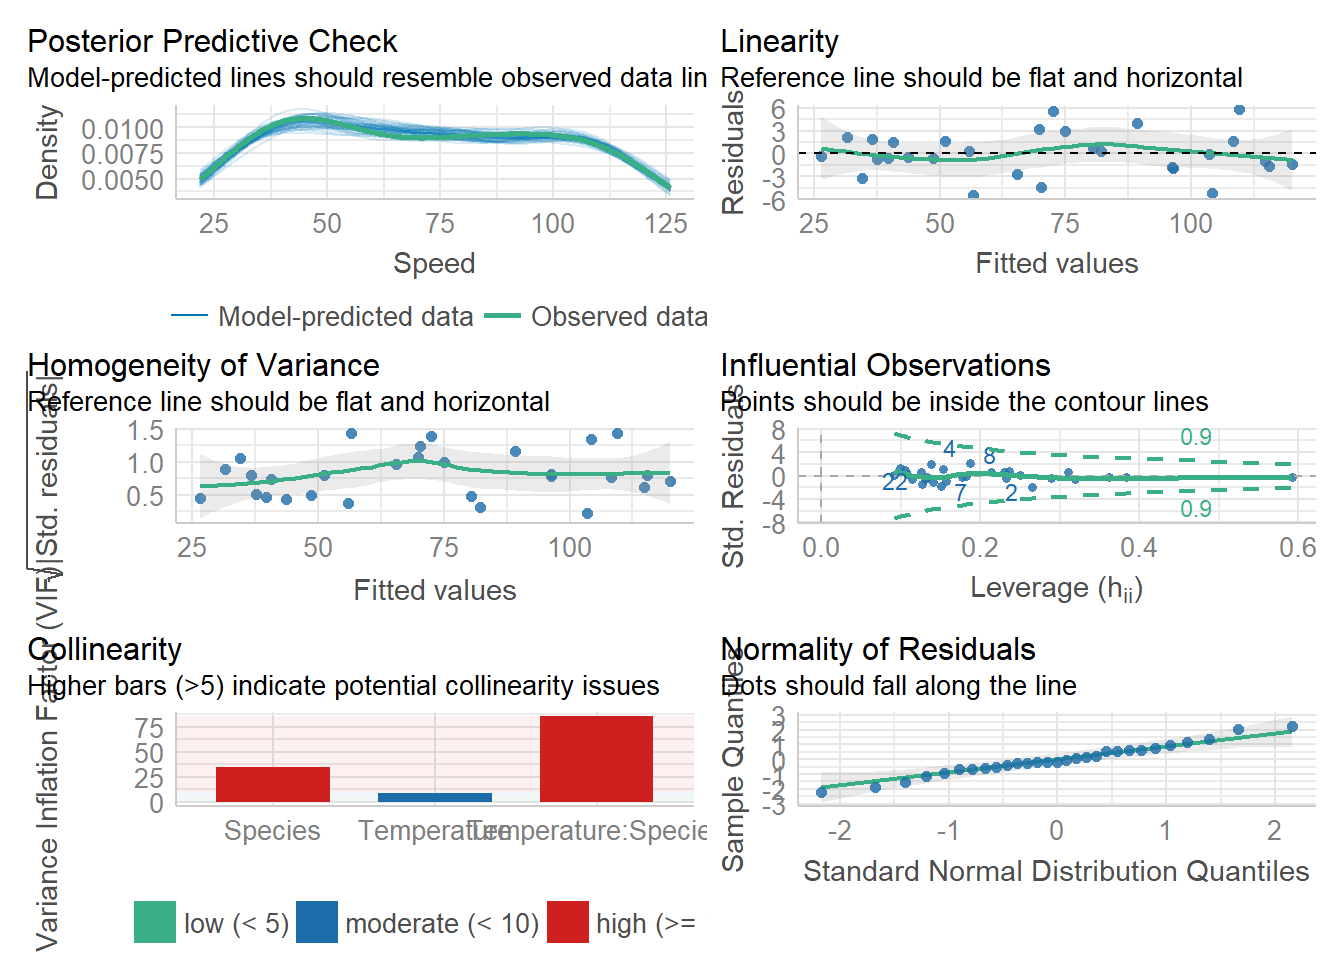 Posterior Predictive Check
Model-predicted lines should resemble observed data lin
Density
0.0100
0.0075
0.0050
25 50 75 100 125
Speed
Model-predicted data Observed data
Linearity
Reference line should be flat and horizontal
Residuals
6
3
0
-3
-6
25 50 75 100
Fitted values
Homogeneity of Variance
Reference line should be flat and horizontal
√|Std. residuals|
1.5
1.0
0.5
25 50 75 100
Fitted values
Influential Observations
Points should be inside the contour lines
Std. Residuals
8
4
0
-4
-8
0.9
4
8
22
7
2
0.9
0.0 0.2 0.4 0.6
Leverage (hii)
Collinearity
Higher bars (>5) indicate potential collinearity issues
Variance Inflation Factor (VIF)
75
50
25
0
Species Temperature Temperature:Specie
low (< 5) moderate (< 10) high (>=
Normality of Residuals
Dots should fall along the line
Sample Quantiles
3
2
1
0
-1
-2
-3
-2 -1 0 1 2
Standard Normal Distribution Quantiles